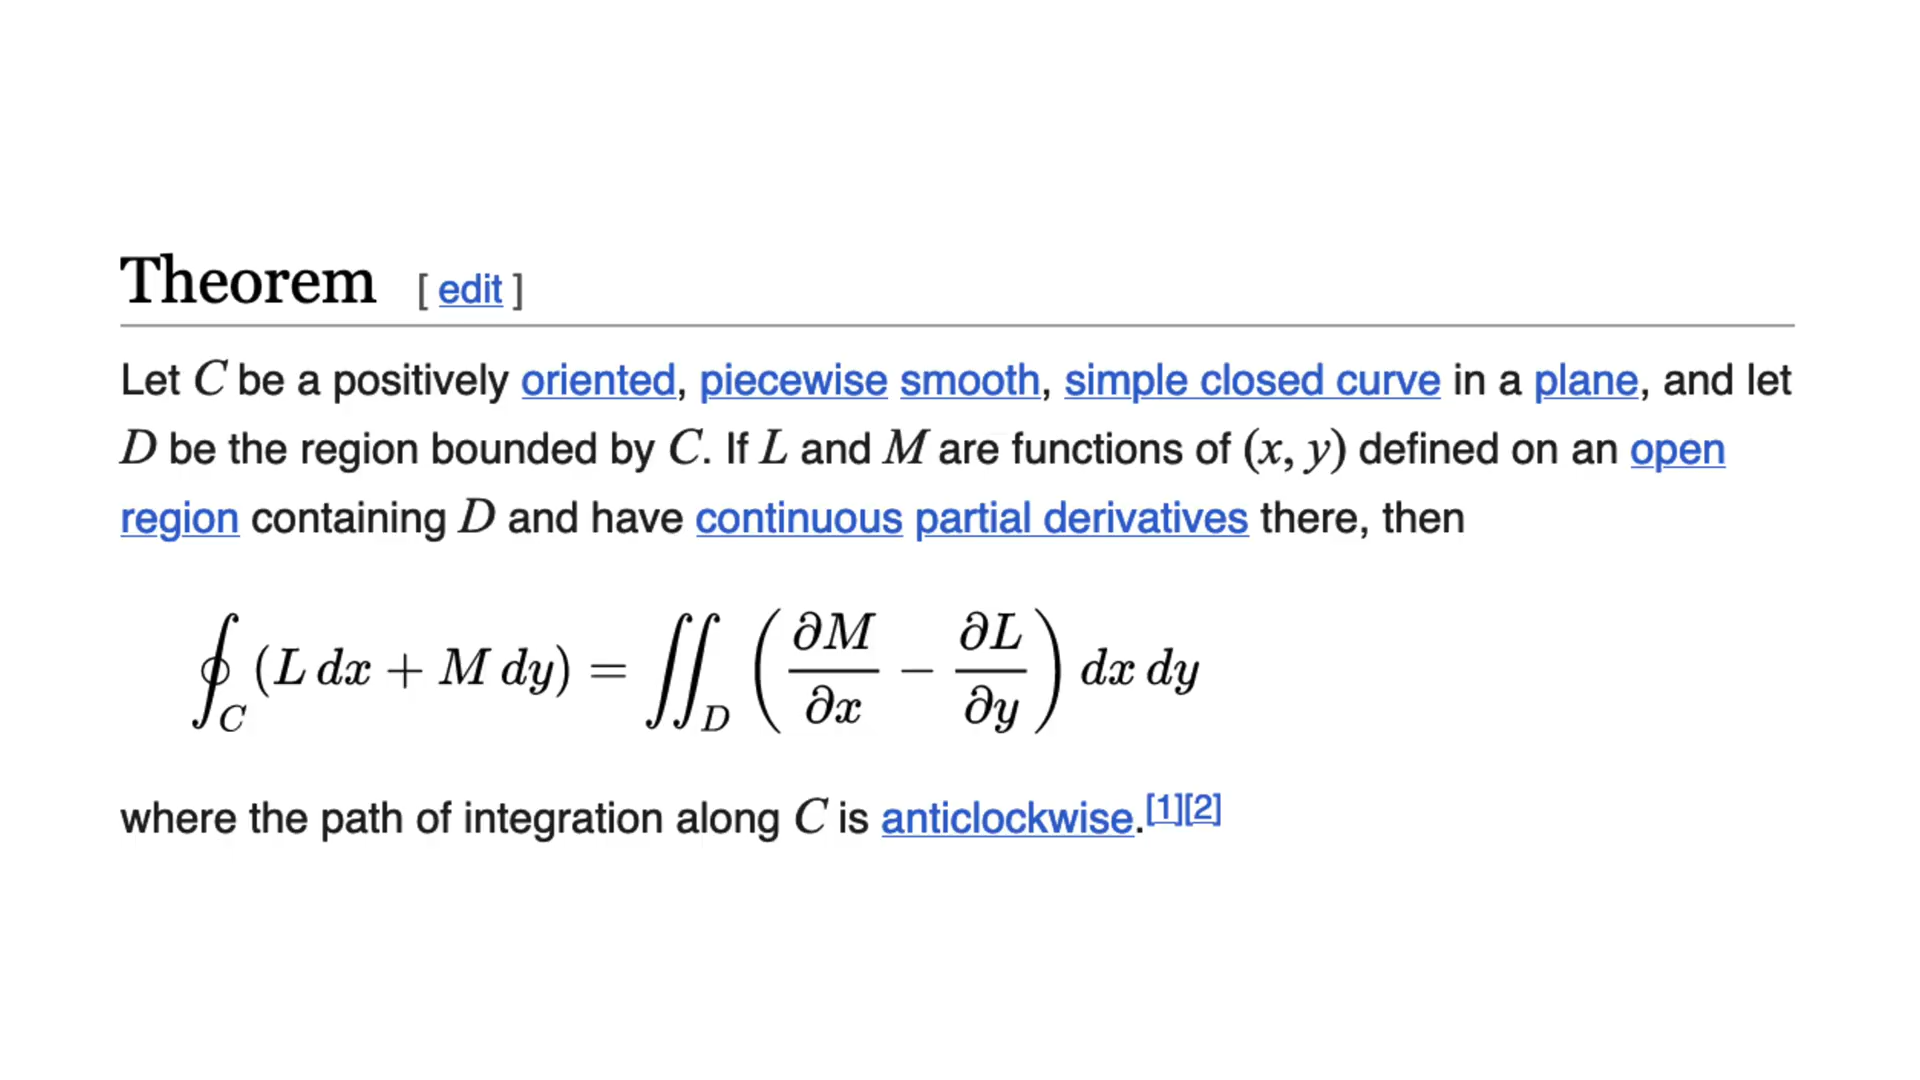 Theorem [ edit ]
Let C be a positively oriented, piecewise smooth, simple closed curve in a plane, and let
D be the region bounded by C. If L and M are functions of (x, y) defined on an open
region containing D and have continuous partial derivatives there, then
∮_C (L dx + M dy) = ∬_D (∂M/∂x − ∂L/∂y) dx dy
where the path of integration along C is anticlockwise.[1][2]